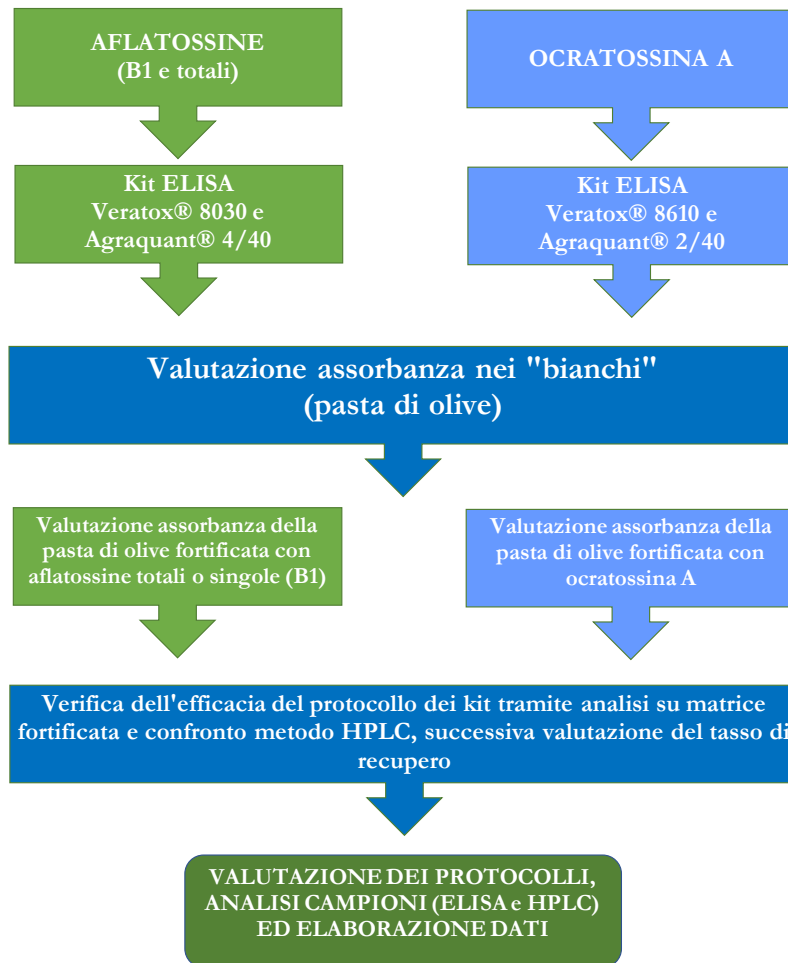 AFLATOSSINE
(B1 e totali)
OCRATOSSINA A
Kit ELISA
Veratox® 8030 e
Agraquant® 4/40
Kit ELISA
Veratox® 8610 e
Agraquant® 2/40
Valutazione assorbanza nei "bianchi"
(pasta di olive)
Valutazione assorbanza della
pasta di olive fortificata con
aflatossine totali o singole (B1)
Valutazione assorbanza della
pasta di olive fortificata con
ocratossina A
Verifica dell'efficacia del protocollo dei kit tramite analisi su matrice
fortificata e confronto metodo HPLC, successiva valutazione del tasso di
recupero
VALUTAZIONE DEI PROTOCOLLI,
ANALISI CAMPIONI (ELISA e HPLC)
ED ELABORAZIONE DATI